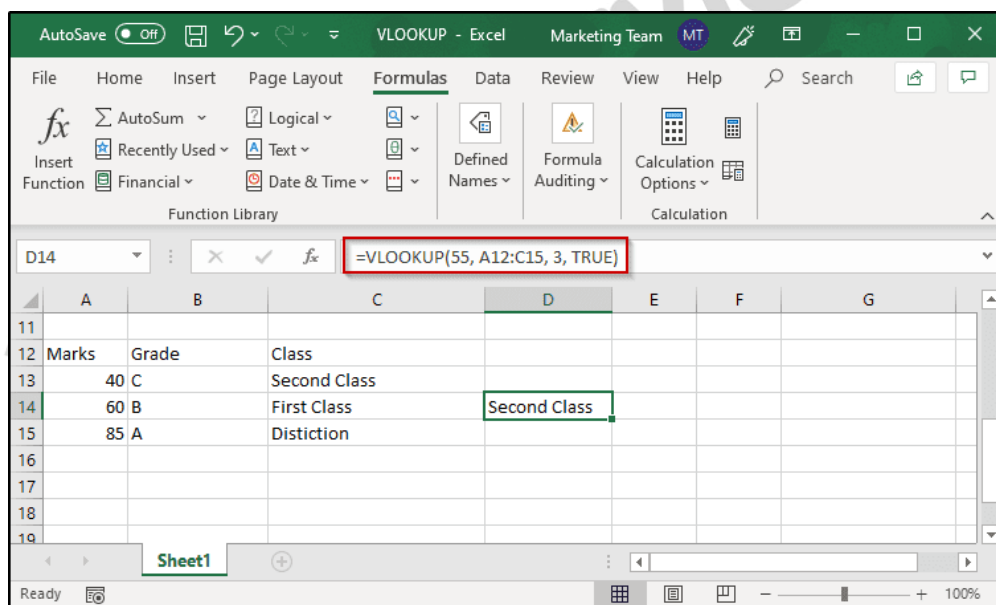 AutoSave Off VLOOKUP - Excel Marketing Team MT
File Home Insert Page Layout Formulas Data Review View Help Search
fx
Insert
Function
∑ AutoSum
Recently Used
Financial
? Logical
A Text
Date & Time
θ
Function Library
Defined
Names
Formula
Auditing
Calculation
Options
Calculation
D14 fx =VLOOKUP(55, A12:C15, 3, TRUE)
A B C D E F G
11
12 Marks Grade Class
13 40 C Second Class
14 60 B First Class Second Class
15 85 A Distiction
16
17
18
19
Sheet1
Ready 100%